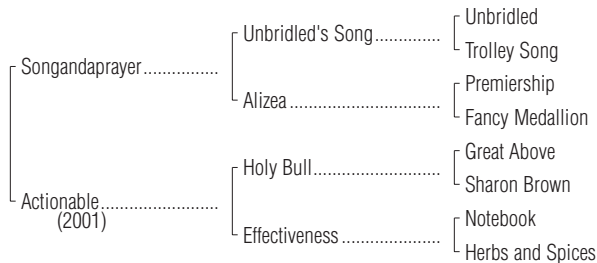 Unbridled
Unbridled's Song..............
Trolley Song
Songandaprayer................
Premiership
Alizea ................................
Fancy Medallion
Great Above
Holy Bull...........................
Sharon Brown
Actionable.........................
(2001)
Notebook
Effectiveness .....................
Herbs and Spices